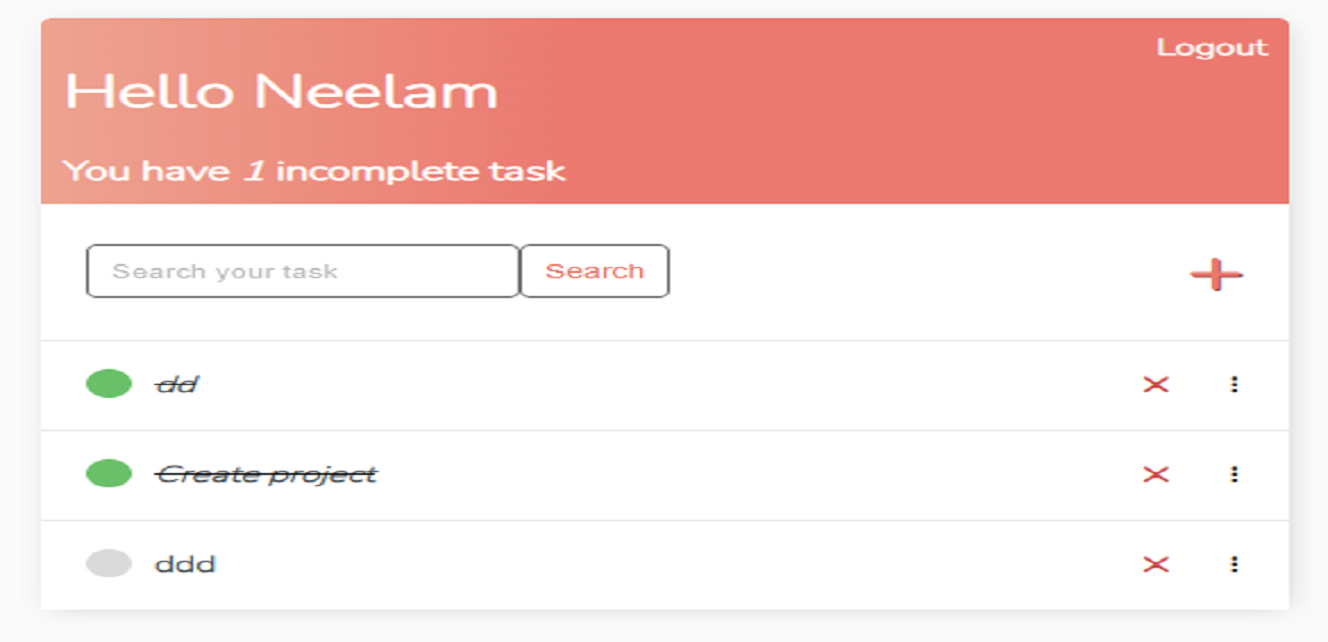 Logout
Hello Neelam
You have 1 incomplete task
Search your task Search
dd
Create project
ddd